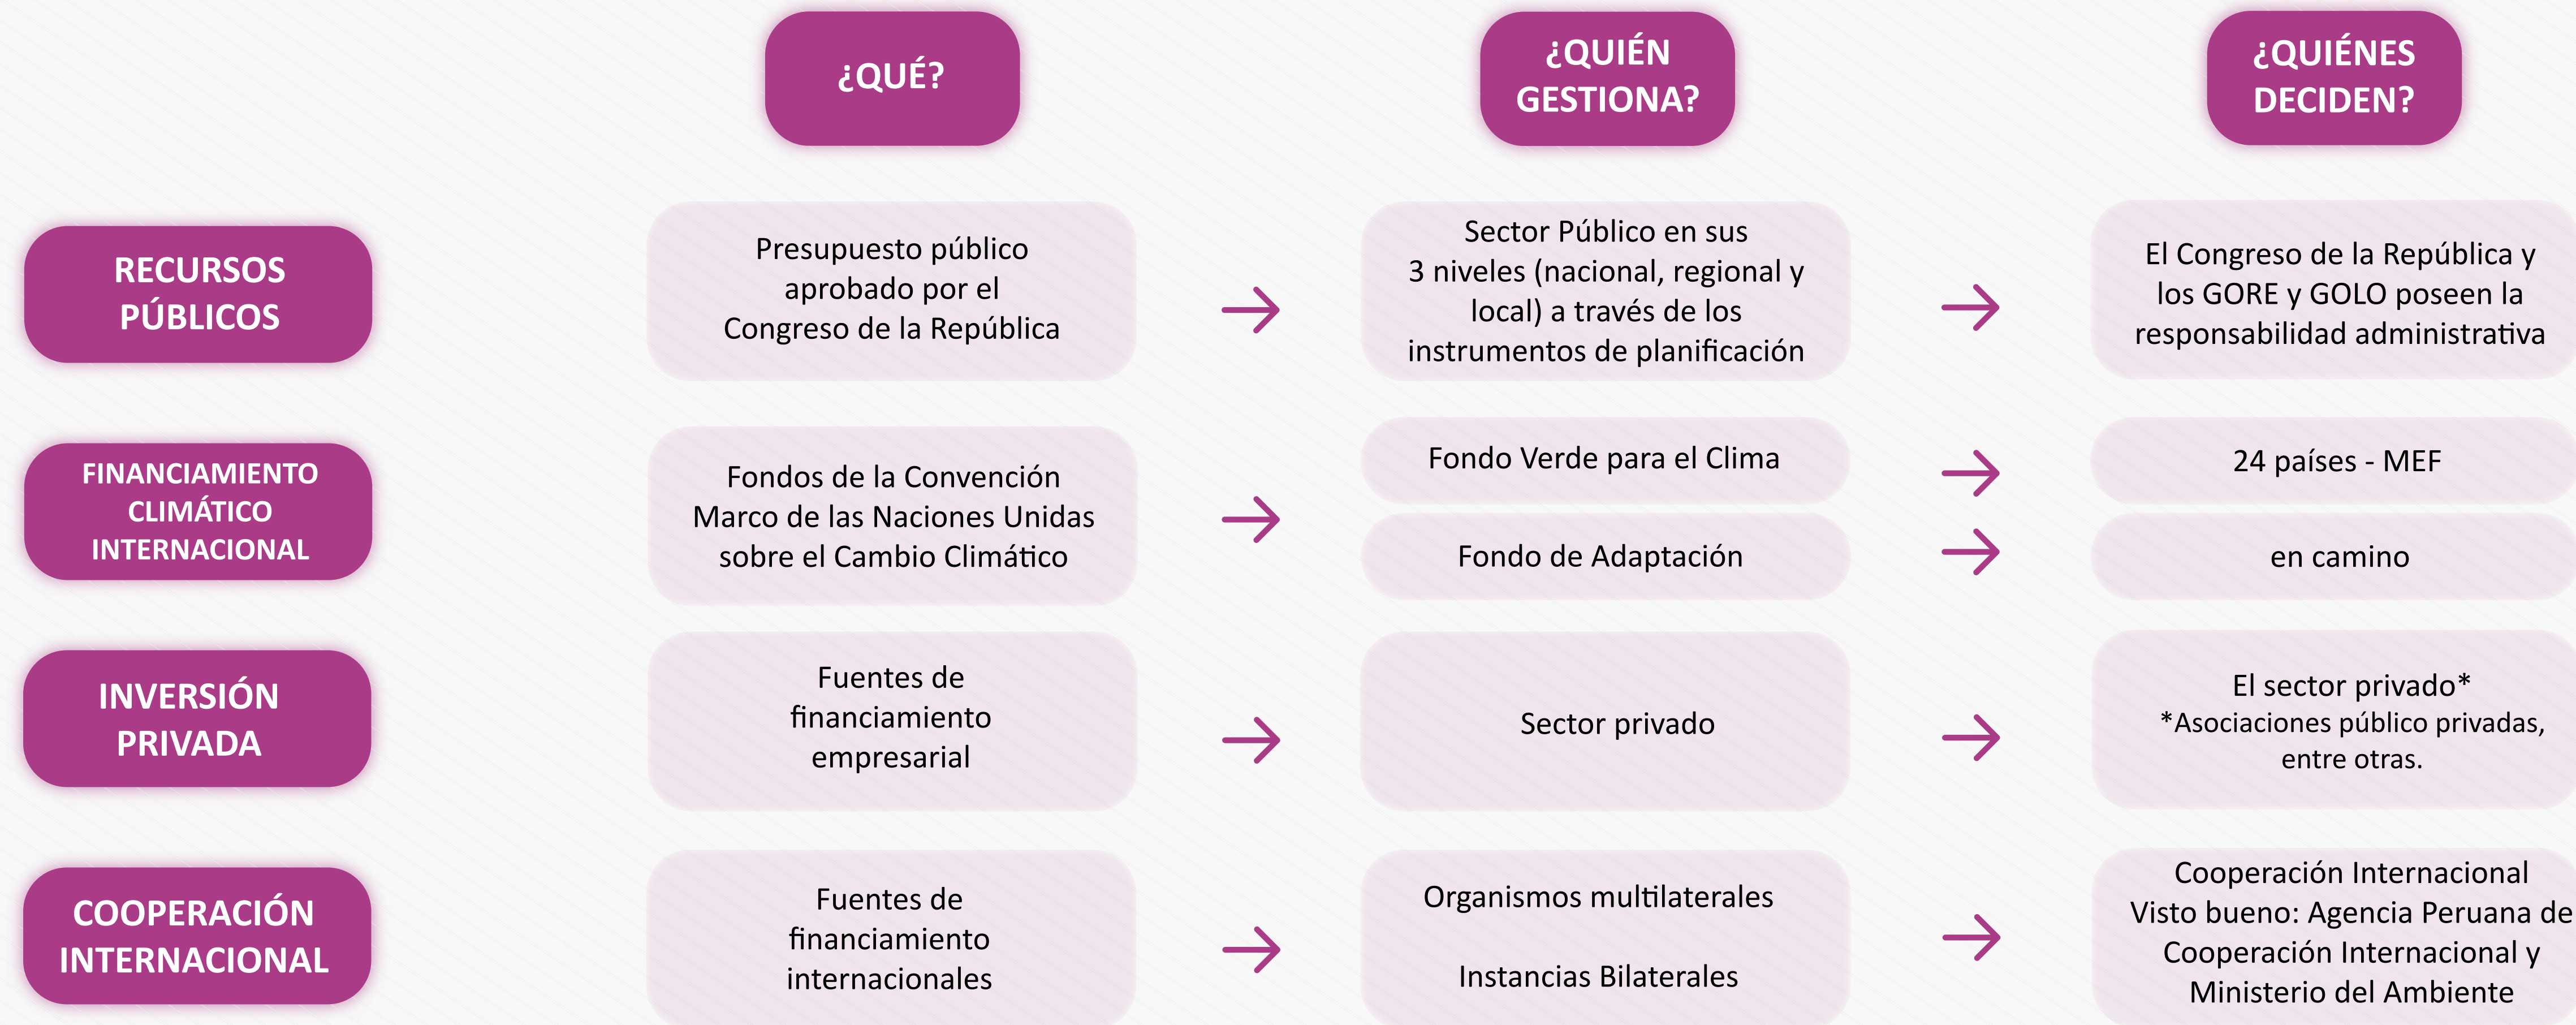 ¿QUÉ?
¿QUIÉN
GESTIONA?
¿QUIÉNES
DECIDEN?
RECURSOS
PÚBLICOS
Presupuesto público
aprobado por el
Congreso de la República
Sector Público en sus
3 niveles (nacional, regional y
local) a través de los
instrumentos de planificación
El Congreso de la República y
los GORE y GOLO poseen la
responsabilidad administrativa
FINANCIAMIENTO
CLIMÁTICO
INTERNACIONAL
Fondos de la Convención
Marco de las Naciones Unidas
sobre el Cambio Climático
Fondo Verde para el Clima
24 países - MEF
Fondo de Adaptación
en camino
INVERSIÓN
PRIVADA
Fuentes de
financiamiento
empresarial
Sector privado
El sector privado*
*Asociaciones público privadas,
entre otras.
COOPERACIÓN
INTERNACIONAL
Fuentes de
financiamiento
internacionales
Organismos multilaterales
Instancias Bilaterales
Cooperación Internacional
Visto bueno: Agencia Peruana de
Cooperación Internacional y
Ministerio del Ambiente